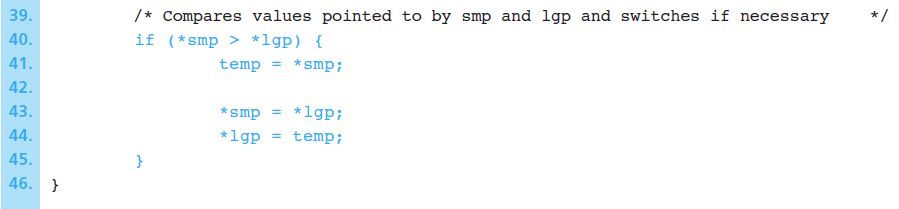 39. /* Compares values pointed to by smp and lgp and switches if necessary */
40. if (*smp > *lgp) {
41. temp = *smp;
42.
43. *smp = *lgp;
44. *lgp = temp;
45. }
46. }